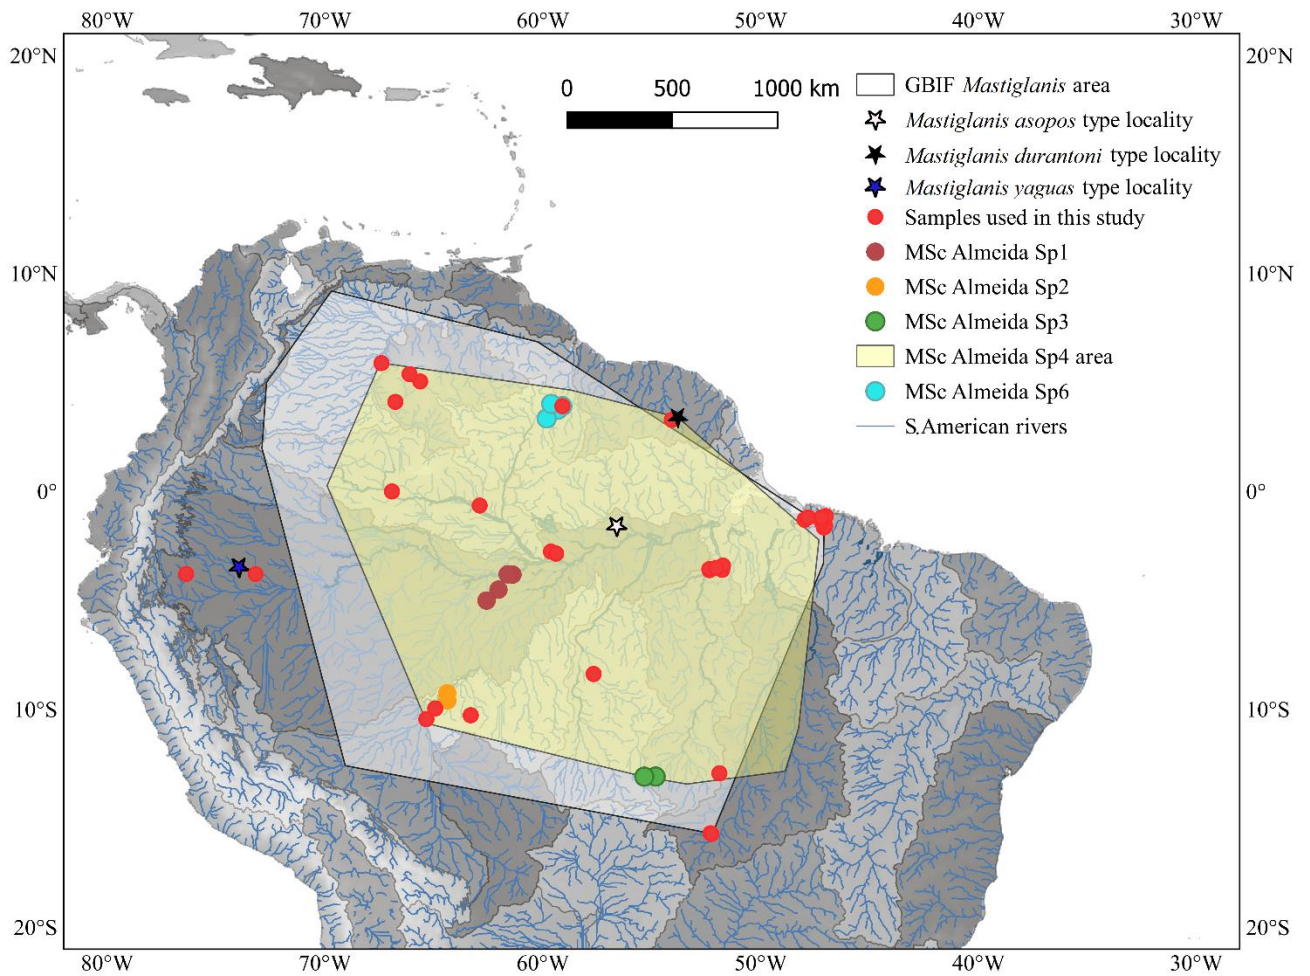 80°W 70°W 60°W 50°W 40°W 30°W
20°N 20°N
0 500 1000 km
GBIF Mastiglanis area
Mastiglanis asopos type locality
Mastiglanis durantoni type locality
Mastiglanis yaguas type locality
Samples used in this study
MSc Almeida Sp1
10°N 10°N
MSc Almeida Sp2
MSc Almeida Sp3
MSc Almeida Sp4 area
MSc Almeida Sp6
S.American rivers
0° 0°
10°S 10°S
20°S 20°S
80°W 70°W 60°W 50°W 40°W 30°W